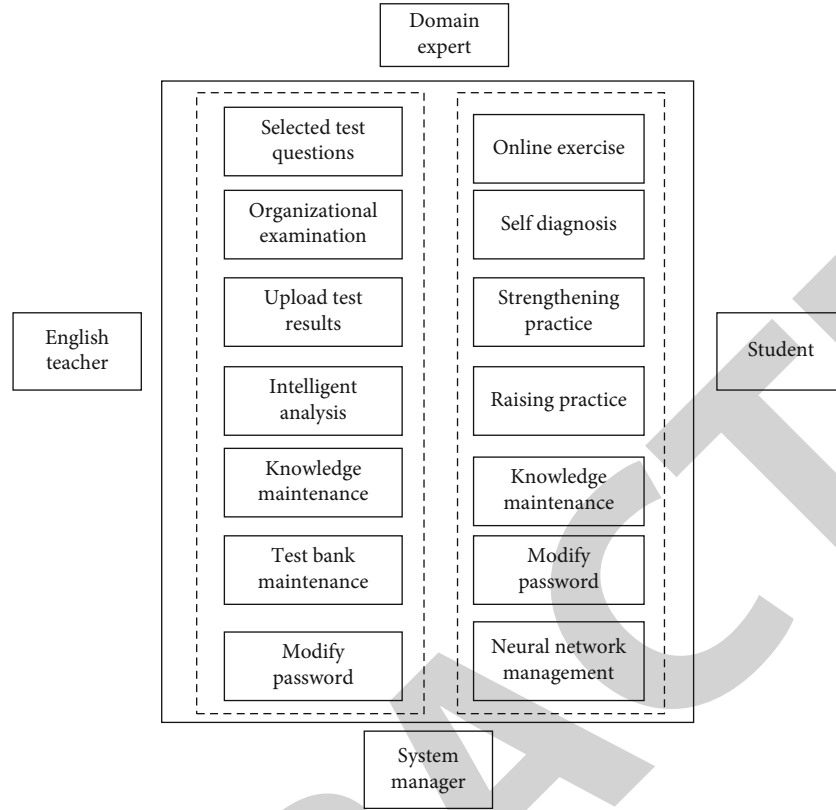 Domain
expert
Selected test
questions
Organizational
examination
Upload test
results
Intelligent
analysis
Knowledge
maintenance
Test bank
maintenance
Modify
password
Online exercise
Self diagnosis
Strengthening
practice
Raising practice
Knowledge
maintenance
Modify
password
Neural network
management
English
teacher
Student
System
manager